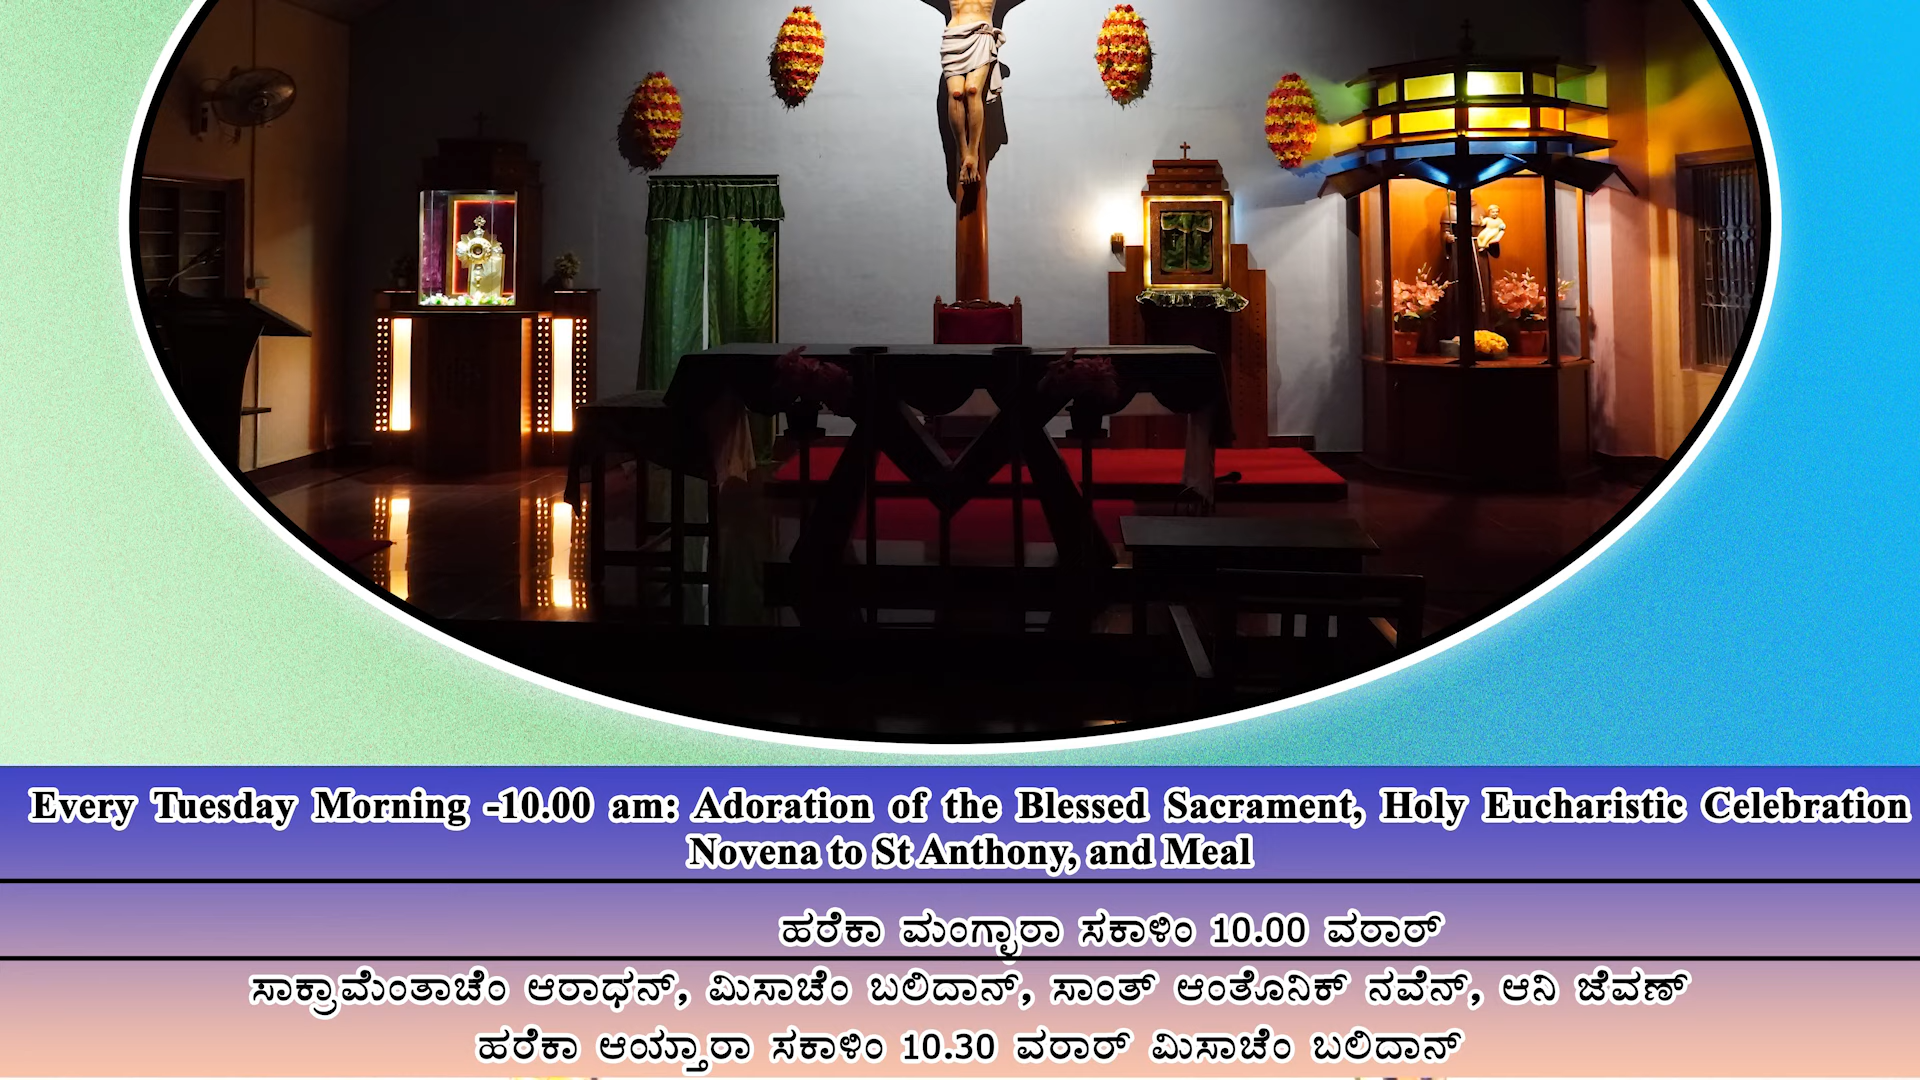 Every Tuesday Morning -10.00 am: Adoration of the Blessed Sacrament, Holy Eucharistic Celebration
Novena to St Anthony, and Meal
ಹರೆಕಾ ಮಂಗ್ಳಾರಾ ಸಕಾಳಿಂ 10.00 ವರಾರ್
ಸಾಕ್ರಾಮೆಂತಾಚೆಂ ಆರಾಧನ್, ಮಿಸಾಚೆಂ ಬಲಿದಾನ್, ಸಾಂತ್ ಆಂತೊನಿಕ್ ನವೆನ್, ಆನಿ ಜೆವಣ್
ಹರೆಕಾ ಆಯ್ತಾರಾ ಸಕಾಳಿಂ 10.30 ವರಾರ್ ಮಿಸಾಚೆಂ ಬಲಿದಾನ್